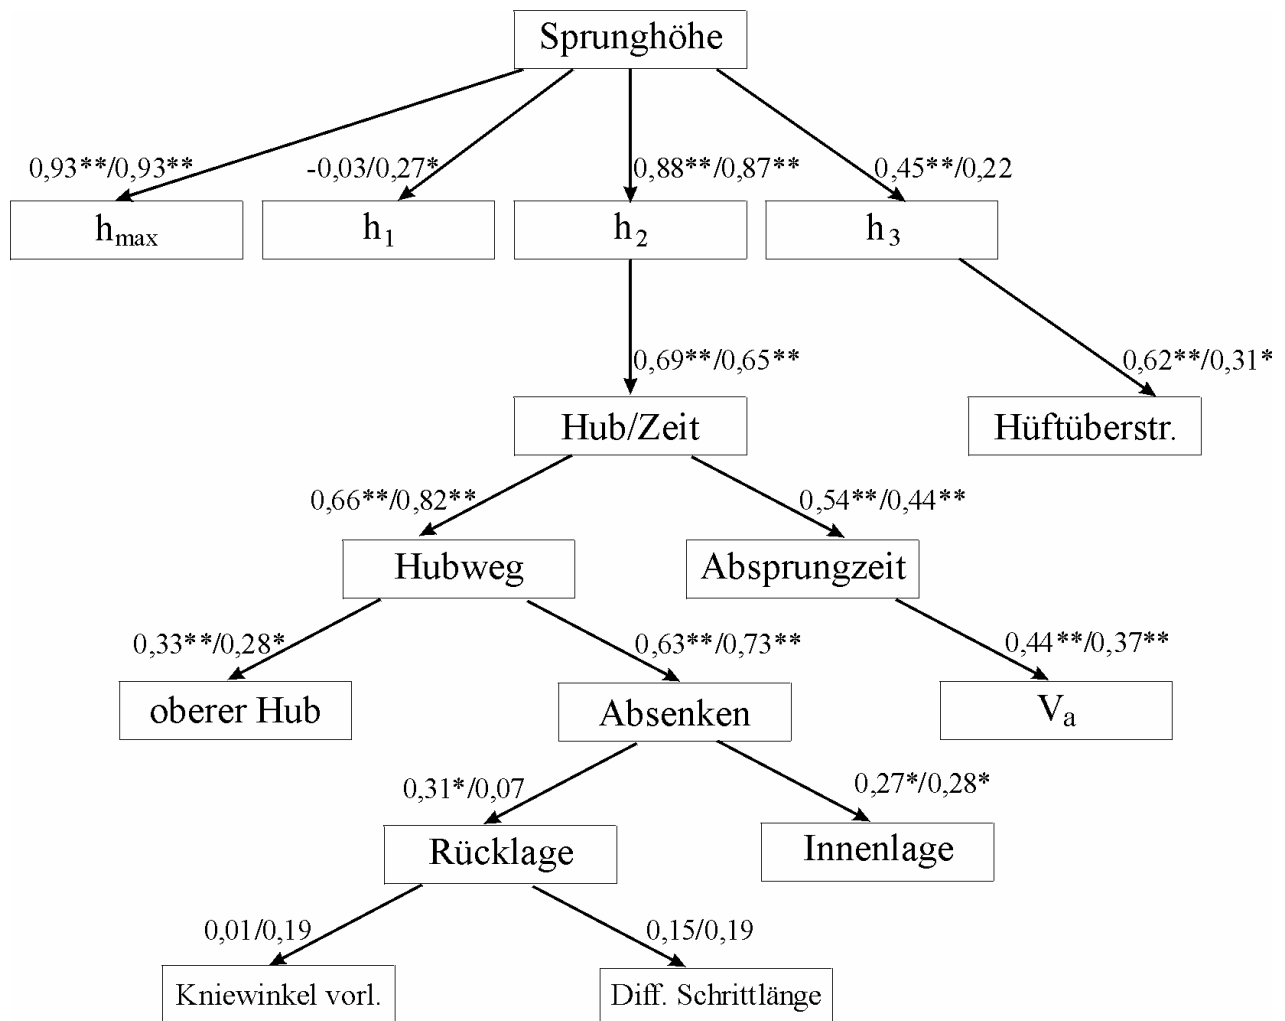 Sprunghöhe
0,93**/0,93**
-0,03/0,27*
0,88**/0,87**
0,45**/0,22
hmax
h1
h2
h3
0,69**/0,65**
0,62**/0,31*
Hub/Zeit
Hüftüberstr.
0,66**/0,82**
0,54**/0,44**
Hubweg
Absprungzeit
0,33**/0,28*
0,63**/0,73**
0,44**/0,37**
oberer Hub
Absenken
Va
0,31*/0,07
0,27*/0,28*
Rücklage
Innenlage
0,01/0,19
0,15/0,19
Kniewinkel vorl.
Diff. Schrittlänge